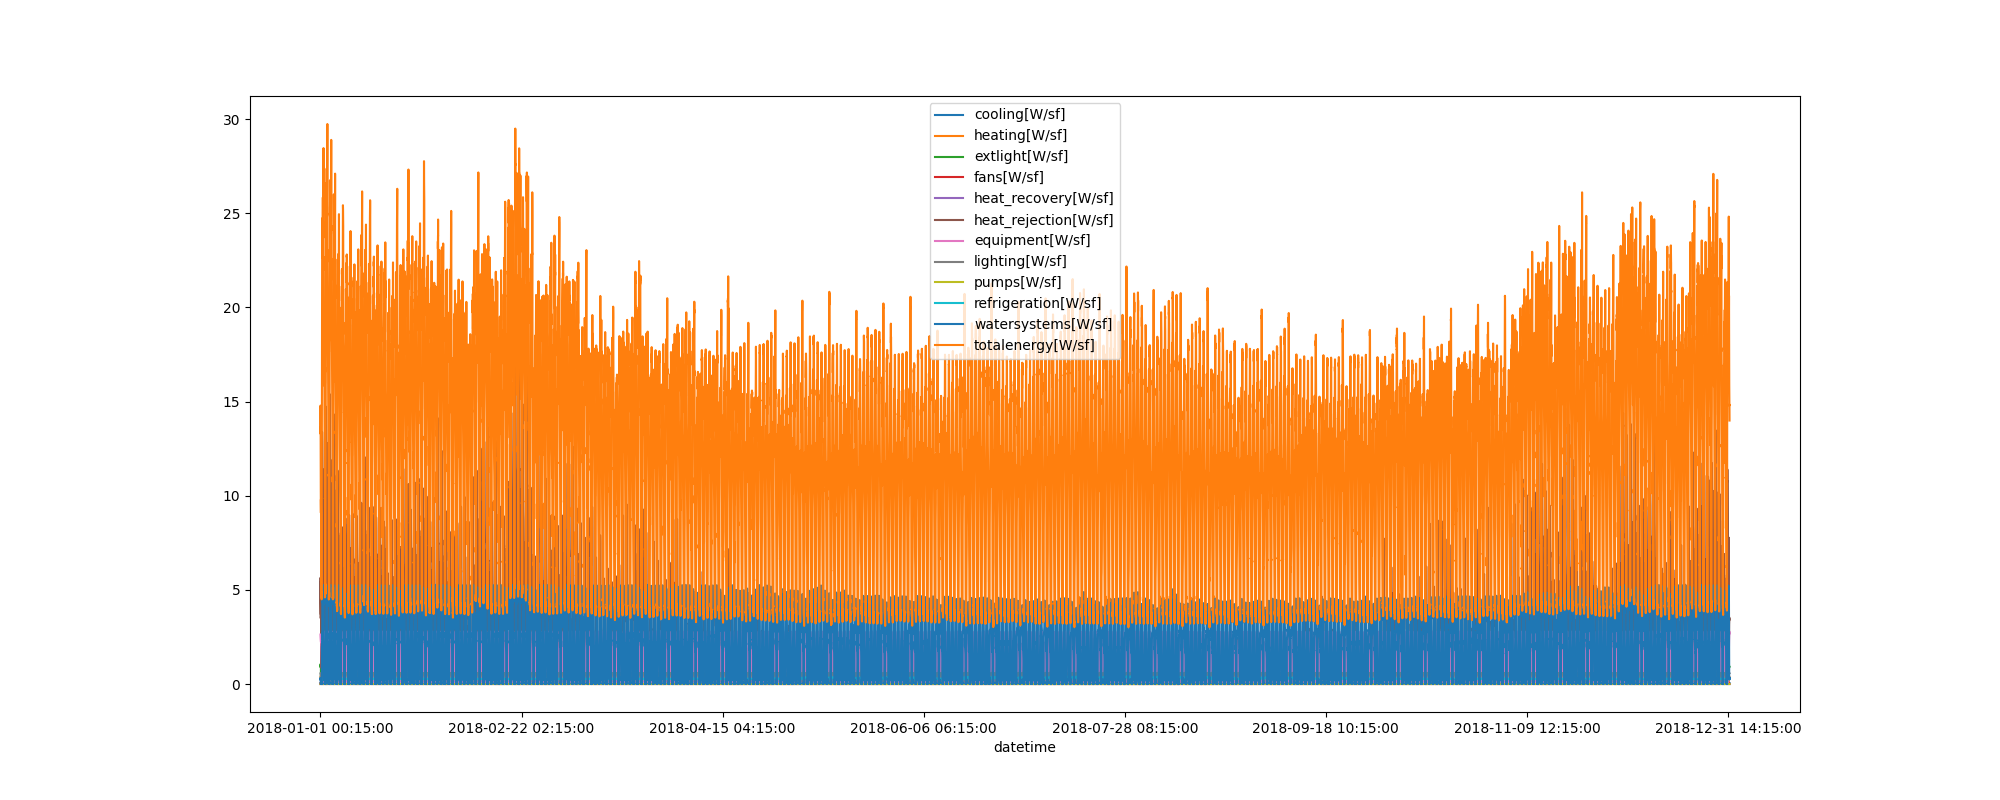 30
25
20
15
10
5
0
cooling[W/sf]
heating[W/sf]
extlight[W/sf]
fans[W/sf]
heat_recovery[W/sf]
heat_rejection[W/sf]
equipment[W/sf]
lighting[W/sf]
pumps[W/sf]
refrigeration[W/sf]
watersystems[W/sf]
totalenergy[W/sf]
2018-01-01 00:15:00 2018-02-22 02:15:00 2018-04-15 04:15:00 2018-06-06 06:15:00 2018-07-28 08:15:00 2018-09-18 10:15:00 2018-11-09 12:15:00 2018-12-31 14:15:00
datetime